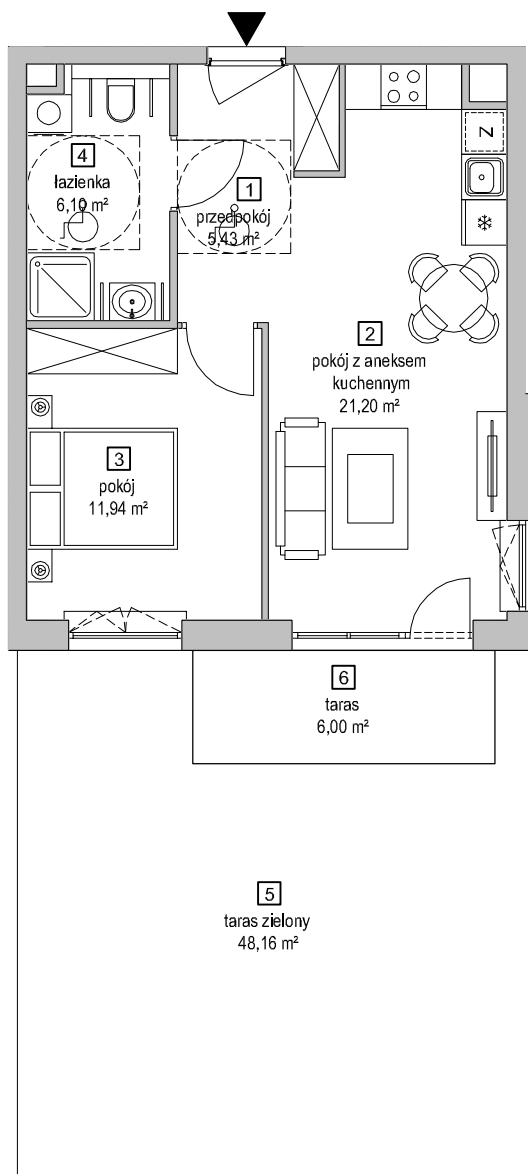 4
łazienka
6,10 m²
1
przedpokój
5,43 m²
Z
2
pokój z aneksem
kuchennym
21,20 m²
3
pokój
11,94 m²
6
taras
6,00 m²
5
taras zielony
48,16 m²